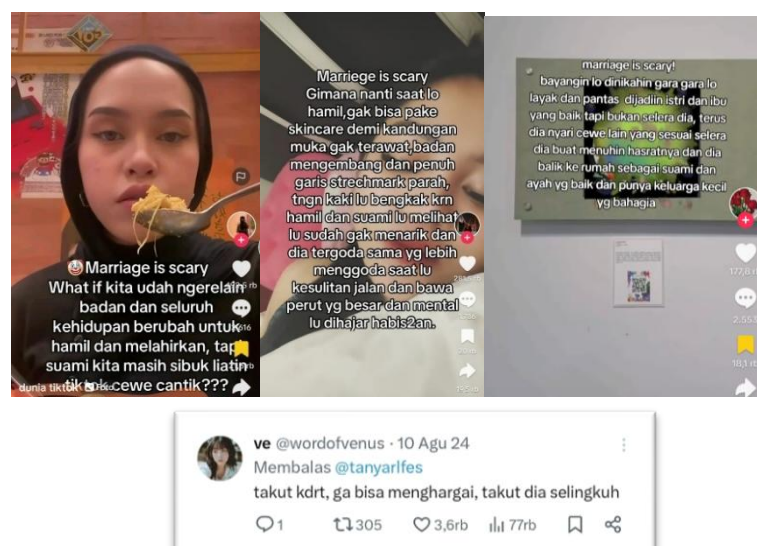 Marriage is scary
What if kita udah ngerelain
badan dan seluruh
kehidupan berubah untuk
hamil dan melahirkan, tapi
suami kita masih sibuk liatin
tiktok cewe cantik???
dunia tiktok
Marriege is scary
Gimana nanti saat lo
hamil,gak bisa pake
skincare demi kandungan
muka gak terawat,badan
mengembang dan penuh
garis strechmark parah,
tngn kaki lu bengkak krn
hamil dan suami lu melihat
lu sudah gak menarik dan
dia tergoda sama yg lebih
menggoda saat lu
kesulitan jalan dan bawa
perut yg besar dan mental
lu dihajar habis2an.
19,5 rb
marriage is scary!
bayangin lo dinikahin gara gara lo
layak dan pantas dijadiin istri dan ibu
yang baik tapi bukan selera dia, terus
dia nyari cewe lain yang sesuai selera
dia buat menuhin hasratnya dan dia
balik ke rumah sebagai suami dan
ayah yg baik dan punya keluarga kecil
yg bahagia
177,8 rb
2.553
18,1 rb
ve @wordofvenus · 10 Agu 24
Membalas @tanyarlfes
takut kdrt, ga bisa menghargai, takut dia selingkuh
1 305 3,6rb 77rb